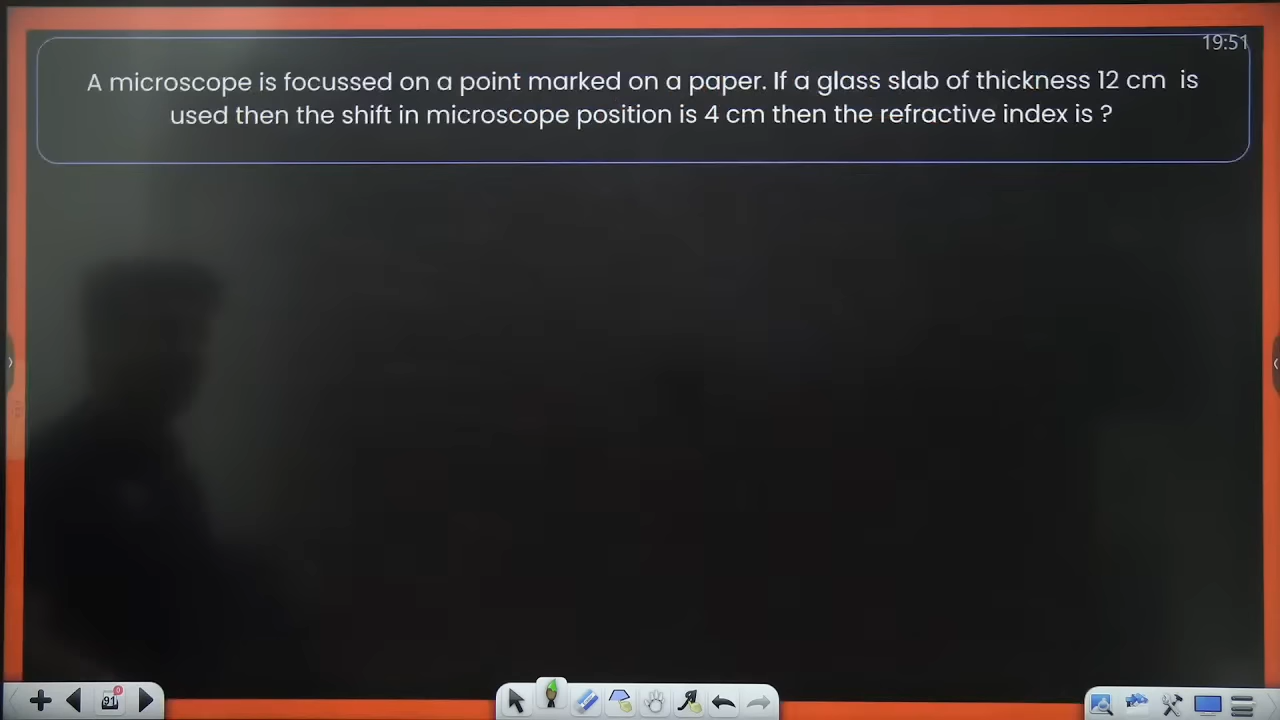 19:51
A microscope is focussed on a point marked on a paper. If a glass slab of thickness 12 cm is
used then the shift in microscope position is 4 cm then the refractive index is ?
91